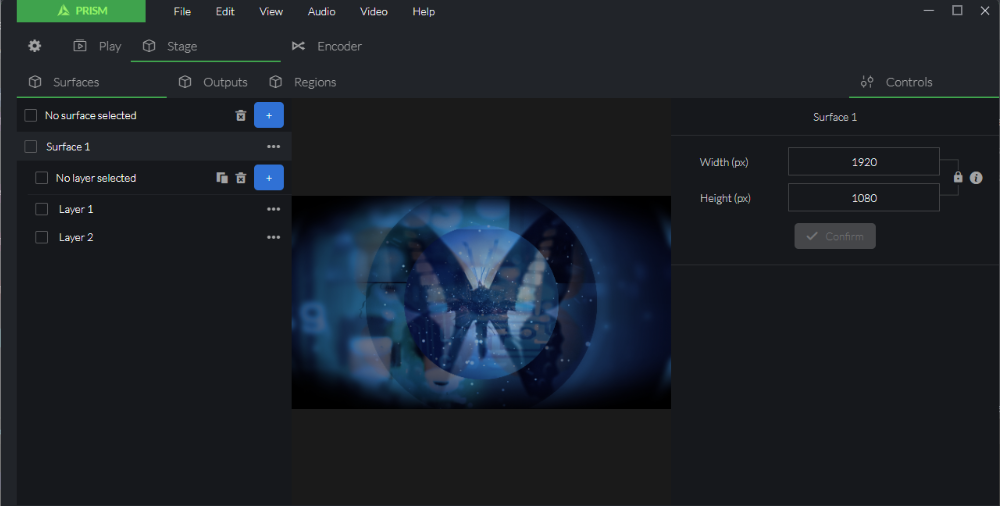 PRISM File Edit View Audio Video Help
Play Stage Encoder
Surfaces Outputs Regions Controls
No surface selected +
Surface 1 •••
No layer selected +
Layer 1 •••
Layer 2 •••
Surface 1
Width (px) 1920
Height (px) 1080
Confirm